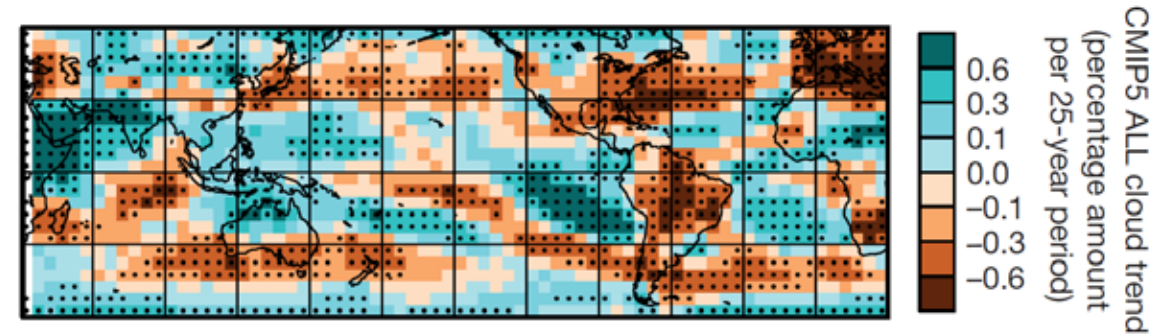 0.6
0.3
0.1
0.0
−0.1
−0.3
−0.6
CMIP5 ALL cloud trend
(percentage amount
per 25-year period)